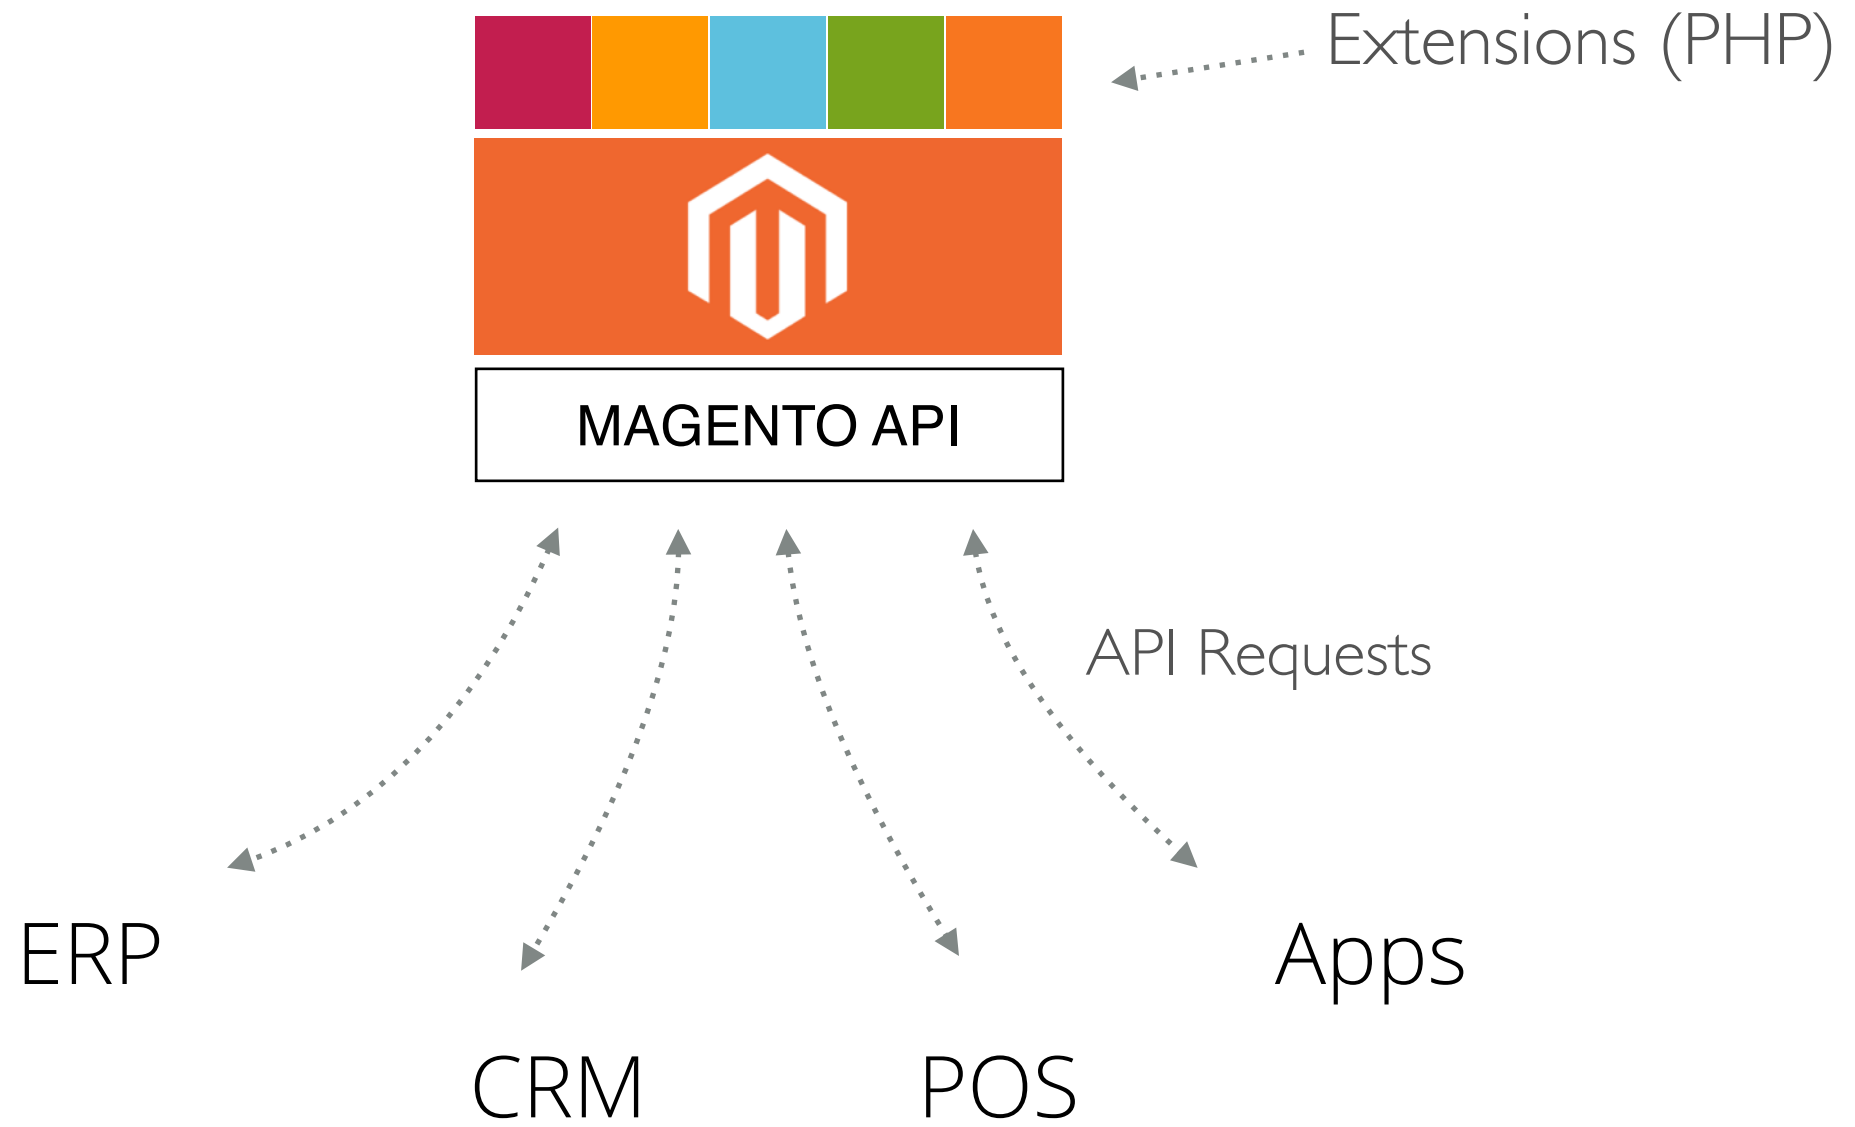 Extensions (PHP)
MAGENTO API
API Requests
ERP
Apps
CRM
POS